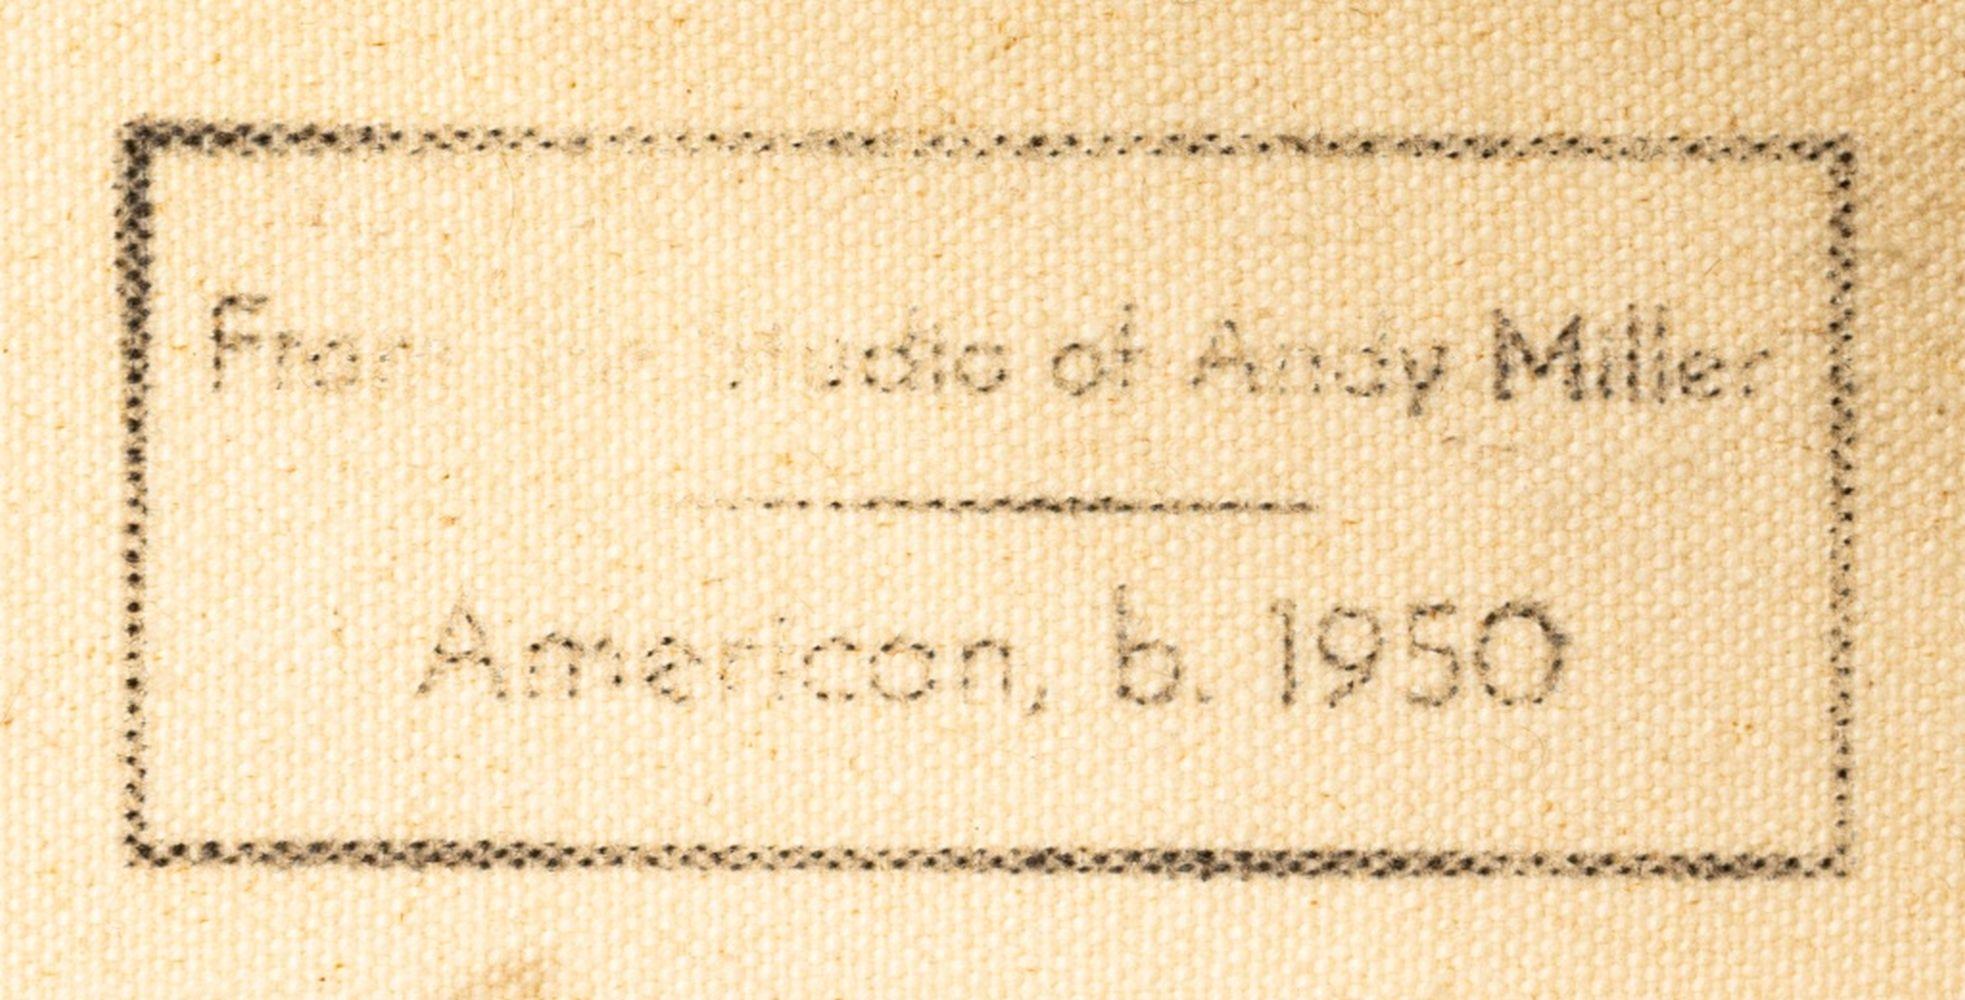 From the Studio of Andy Miller
American, b. 1950